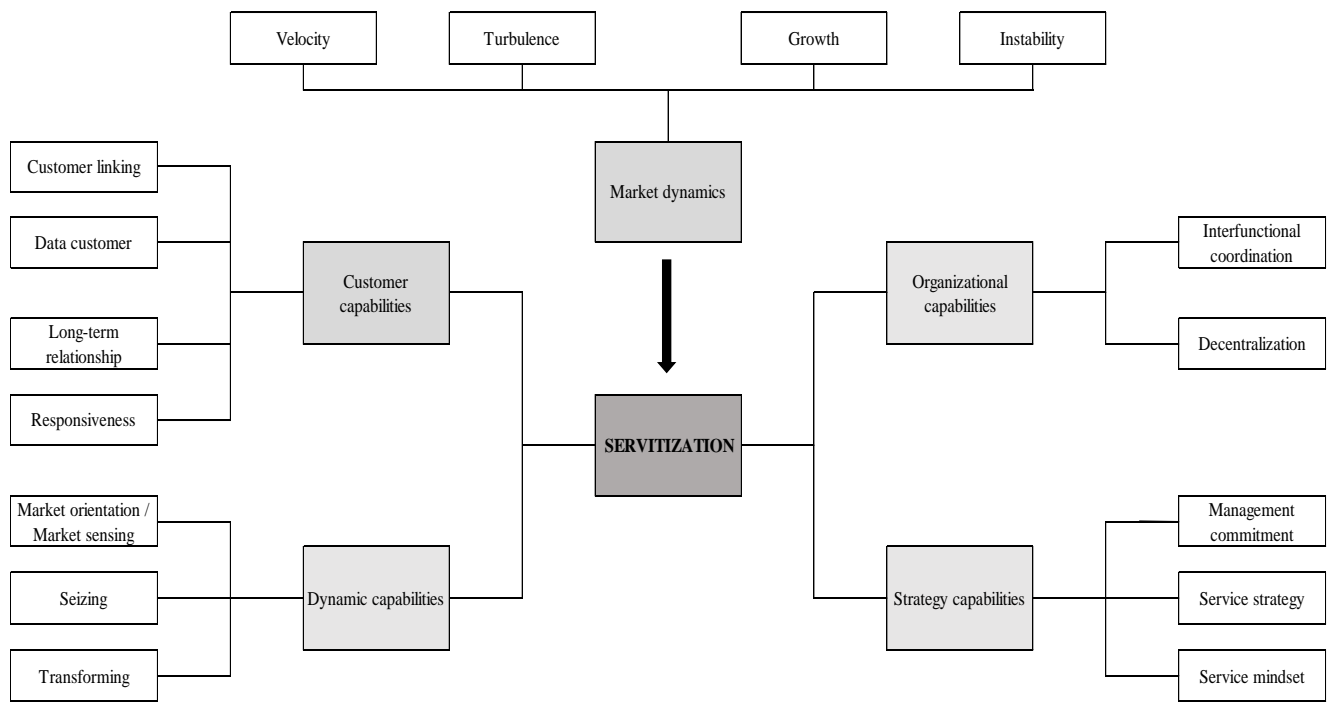 Velocity
Turbulence
Growth
Instability
Market dynamics
Customer linking
Data customer
Long-term
relationship
Responsiveness
Customer
capabilities
Market orientation /
Market sensing
Seizing
Transforming
Dynamic capabilities
SERVITIZATION
Organizational
capabilities
Interfunctional
coordination
Decentralization
Strategy capabilities
Management
commitment
Service strategy
Service mindset